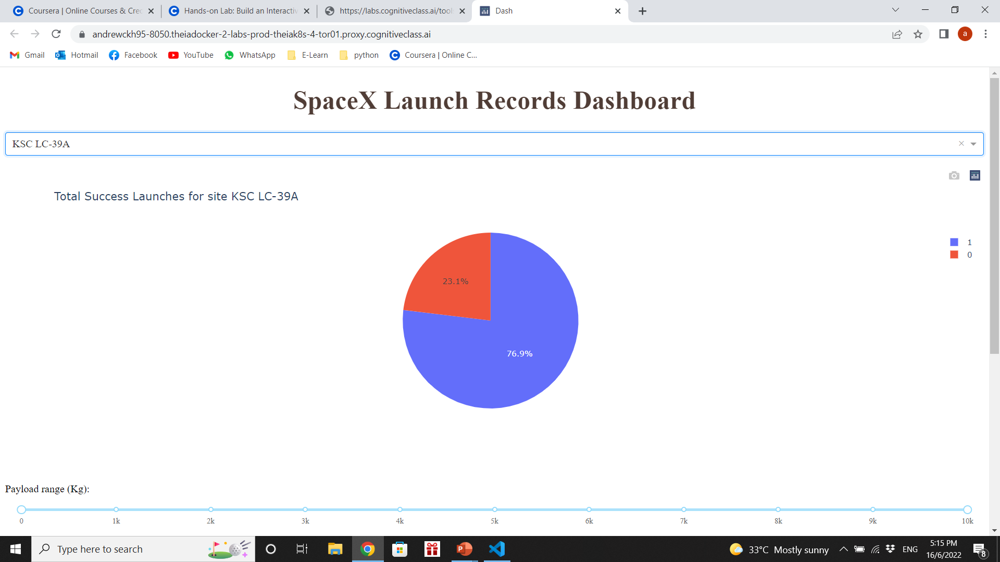 Coursera | Online Courses & Cre
Hands-on Lab: Build an Interactiv
https://labs.cognitiveclass.ai/tool
Dash
andrewckh95-8050.theiadocker-2-labs-prod-theiak8s-4-tor01.proxy.cognitiveclass.ai
a
Gmail
Hotmail
Facebook
YouTube
WhatsApp
E-Learn
python
Coursera | Online C...
SpaceX Launch Records Dashboard
KSC LC-39A
Total Success Launches for site KSC LC-39A
1
0
23.1%
76.9%
Payload range (Kg):
0 1k 2k 3k 4k 5k 6k 7k 8k 9k 10k
Type here to search
33°C Mostly sunny
ENG
5:15 PM
16/6/2022
8